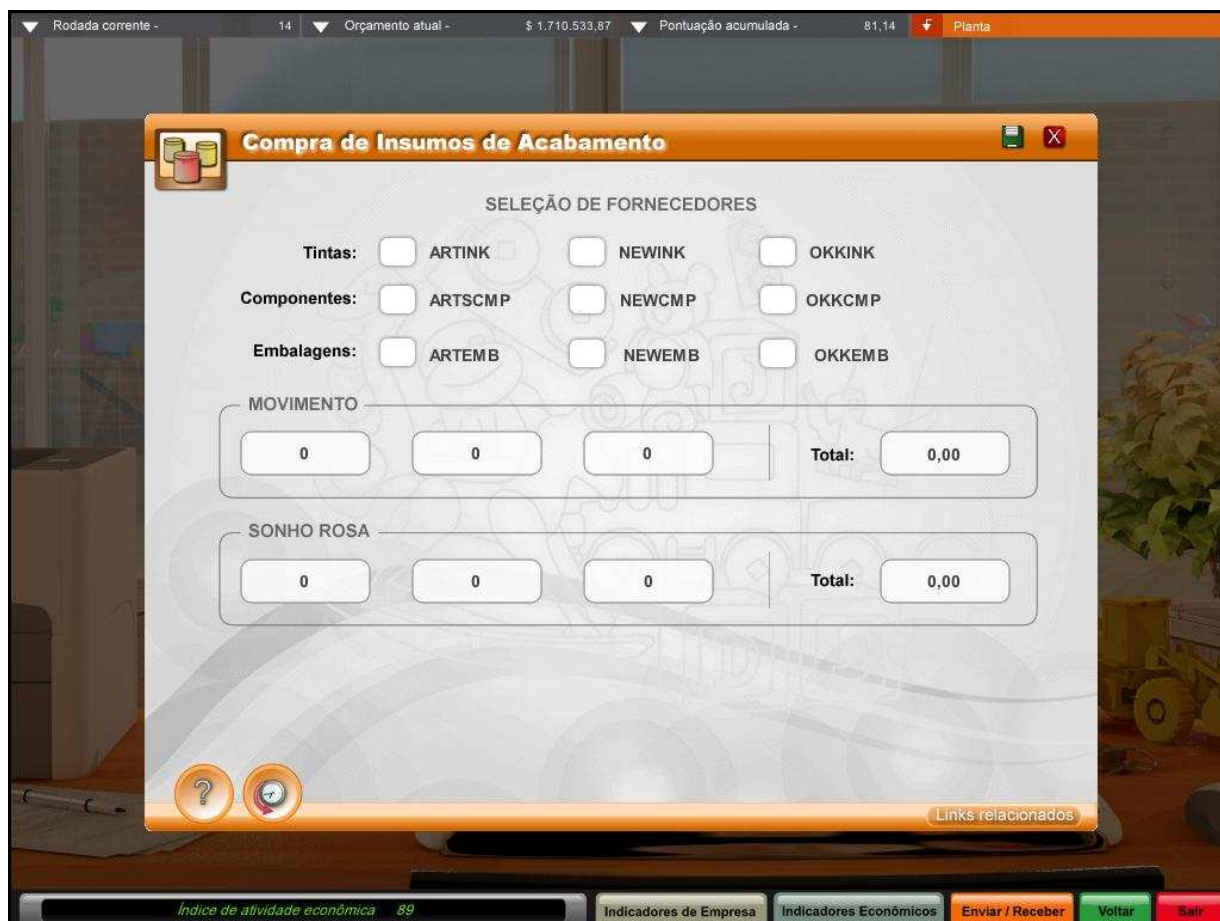 Rodada corrente - 14 Orçamento atual - $ 1.710.533,87 Pontuação acumulada - 81,14 Planta
Compra de Insumos de Acabamento
SELEÇÃO DE FORNECEDORES
Tintas: ARTINK NEWINK OKKINK
Componentes: ARTSCMP NEWCMP OKKCMP
Embalagens: ARTEMB NEWEMB OKKEMB
MOVIMENTO
0 0 0 Total: 0,00
SONHO ROSA
0 0 0 Total: 0,00
?
Links relacionados
Índice de atividade econômica 89 Indicadores de Empresa Indicadores Econômicos Enviar / Receber Voltar Sair